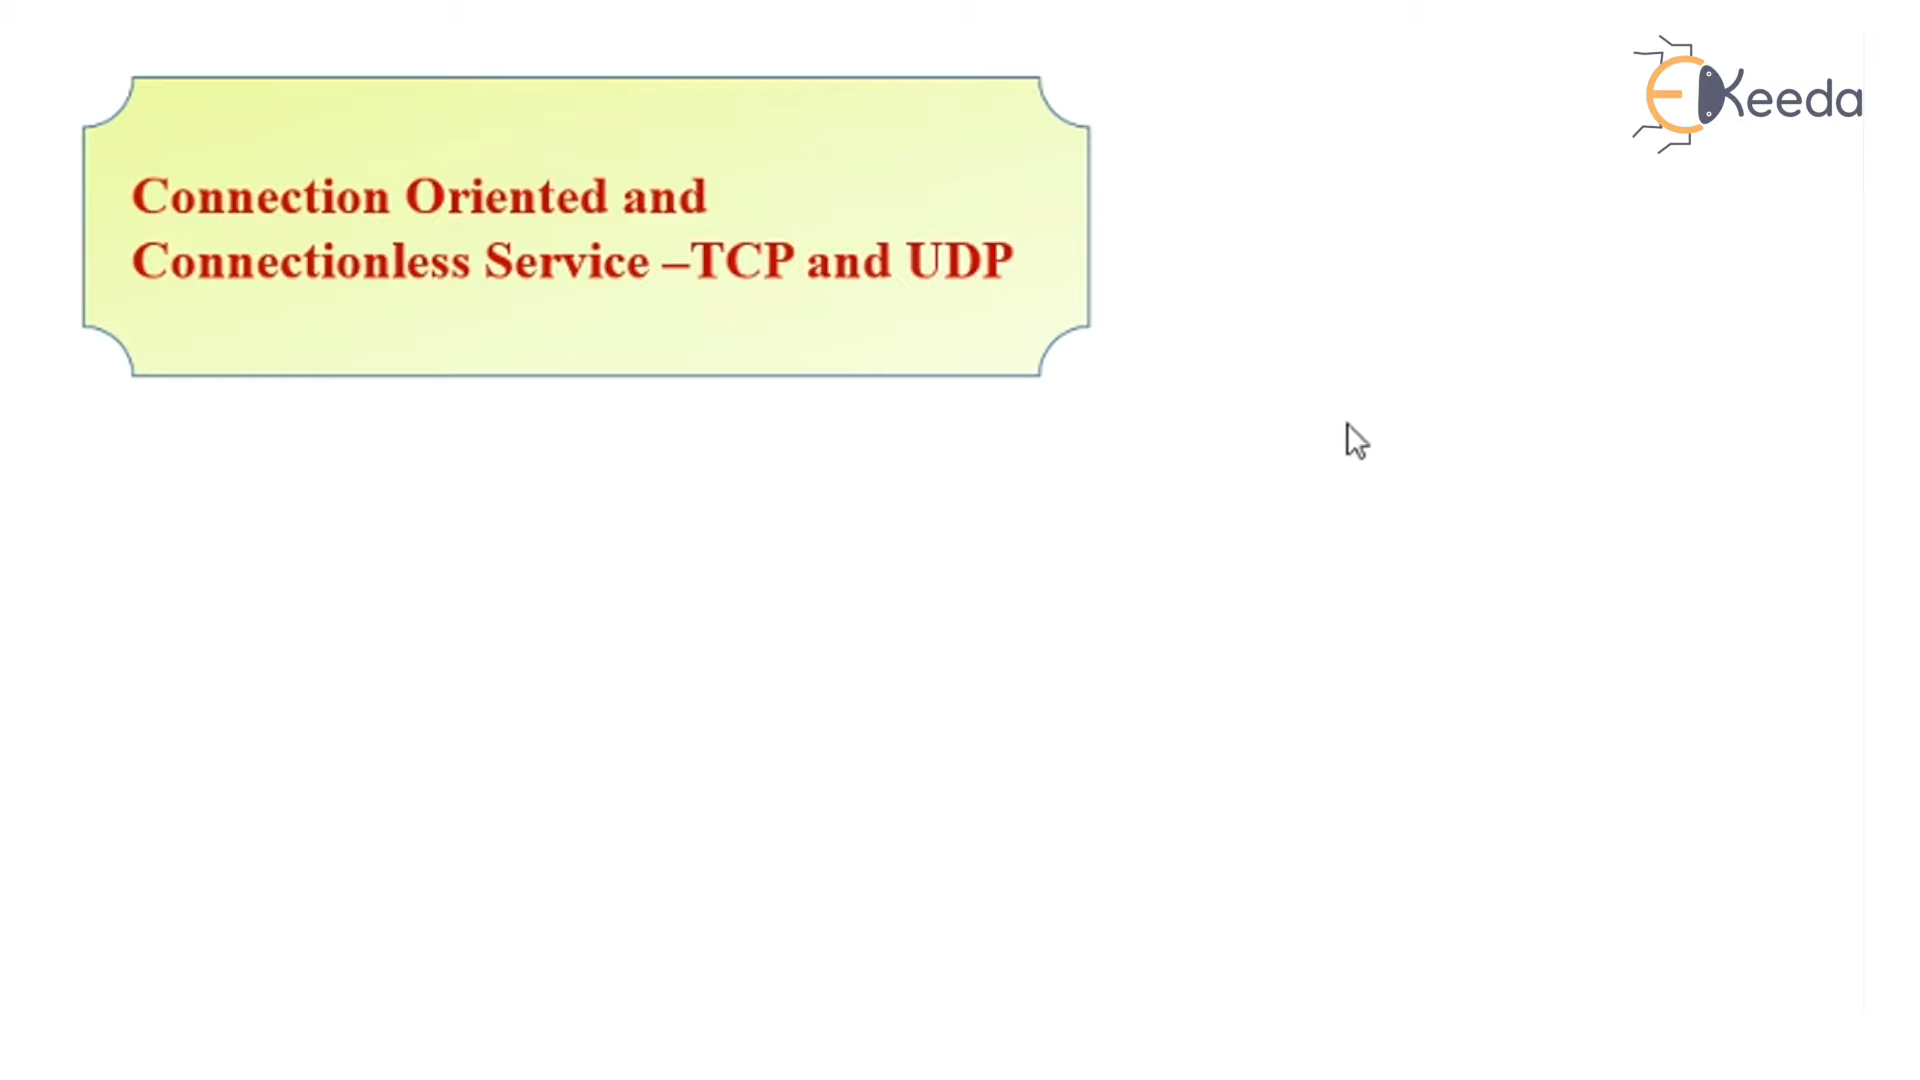 Connection Oriented and
Connectionless Service –TCP and UDP
EKeeda